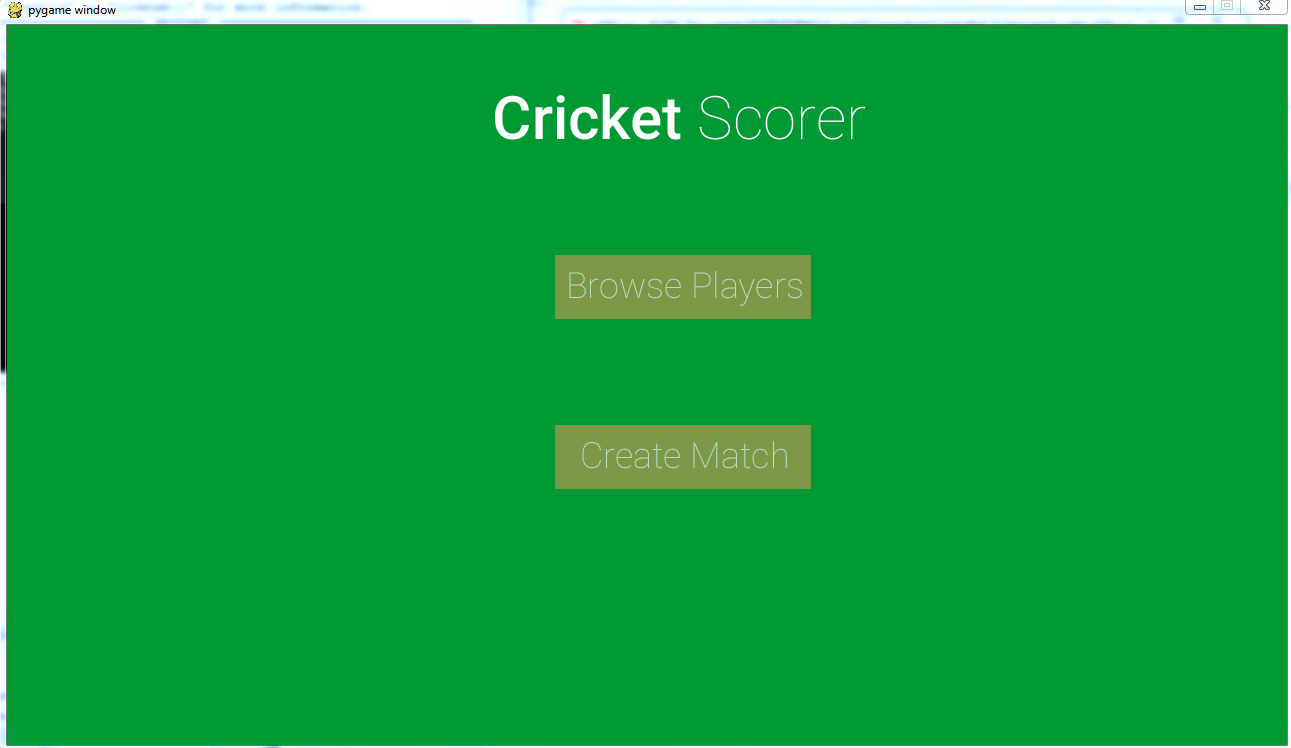 pygame window
Cricket Scorer
Browse Players
Create Match